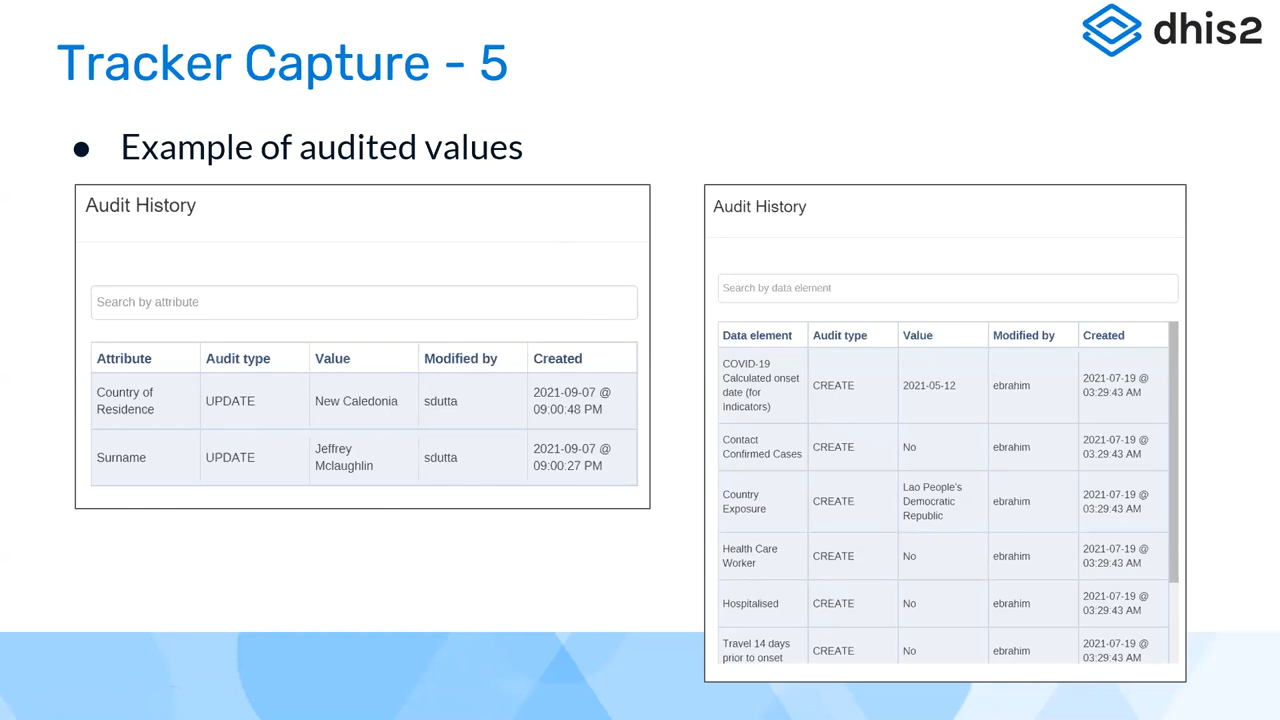 dhis2
Tracker Capture - 5
● Example of audited values
Audit History
Search by attribute
Attribute Audit type Value Modified by Created
Country of
Residence
UPDATE
New Caledonia
sdutta
2021-09-07 @
09:00:48 PM
Surname
UPDATE
Jeffrey
Mclaughlin
sdutta
2021-09-07 @
09:00:27 PM
Audit History
Search by data element
Data element Audit type Value Modified by Created
COVID-19
Calculated onset
date (for
Indicators)
CREATE
2021-05-12
ebrahim
2021-07-19 @
03:29:43 AM
Contact
Confirmed Cases
CREATE
No
ebrahim
2021-07-19 @
03:29:43 AM
Country
Exposure
CREATE
Lao People's
Democratic
Republic
ebrahim
2021-07-19 @
03:29:43 AM
Health Care
Worker
CREATE
No
ebrahim
2021-07-19 @
03:29:43 AM
Hospitalised
CREATE
No
ebrahim
2021-07-19 @
03:29:43 AM
Travel 14 days
prior to onset
CREATE
No
ebrahim
2021-07-19 @
03:29:43 AM